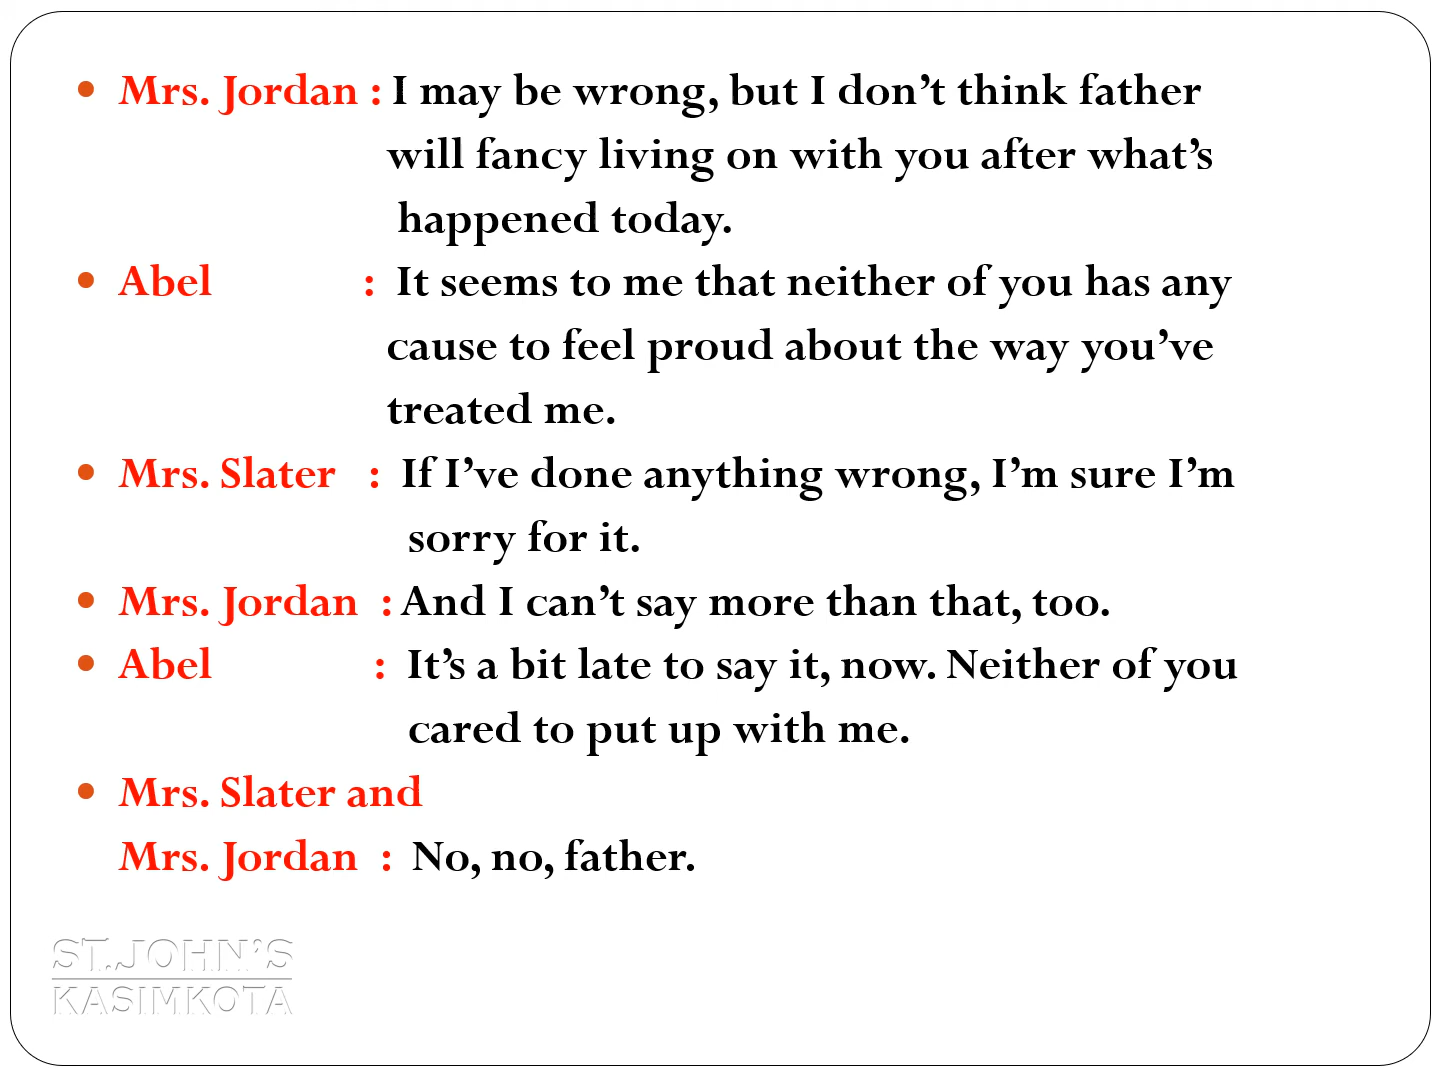 • Mrs. Jordan : I may be wrong, but I don’t think father
will fancy living on with you after what’s
happened today.
• Abel : It seems to me that neither of you has any
cause to feel proud about the way you’ve
treated me.
• Mrs. Slater : If I’ve done anything wrong, I’m sure I’m
sorry for it.
• Mrs. Jordan : And I can’t say more than that, too.
• Abel : It’s a bit late to say it, now. Neither of you
cared to put up with me.
• Mrs. Slater and
Mrs. Jordan : No, no, father.
ST.JOHN’S
KASIMKOTA